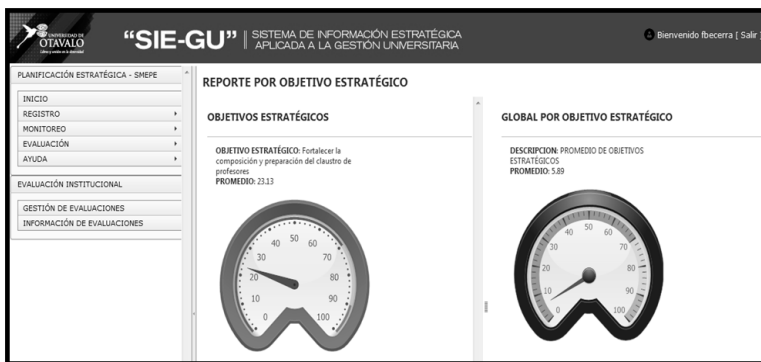 UNIVERSIDAD DE
OTAVALO
"SIE-GU"
SISTEMA DE INFORMACIÓN ESTRATÉGICA
APLICADA A LA GESTIÓN UNIVERSITARIA
Bienvenido fbecerra [ Salir ]
PLANIFICACIÓN ESTRATÉGICA - SMEPE
INICIO
REGISTRO
MONITOREO
EVALUACIÓN
AYUDA
EVALUACIÓN INSTITUCIONAL
GESTIÓN DE EVALUACIONES
INFORMACIÓN DE EVALUACIONES
REPORTE POR OBJETIVO ESTRATÉGICO
OBJETIVOS ESTRATÉGICOS
OBJETIVO ESTRATÉGICO: Fortalecer la
composición y preparación del claustro de
profesores
PROMEDIO: 23.13
0
10
20
30
40
50
60
70
80
90
100
GLOBAL POR OBJETIVO ESTRATÉGICO
DESCRIPCION: PROMEDIO DE OBJETIVOS
ESTRATÉGICOS
PROMEDIO: 5.89
0
10
20
30
40
50
60
70
80
90
100